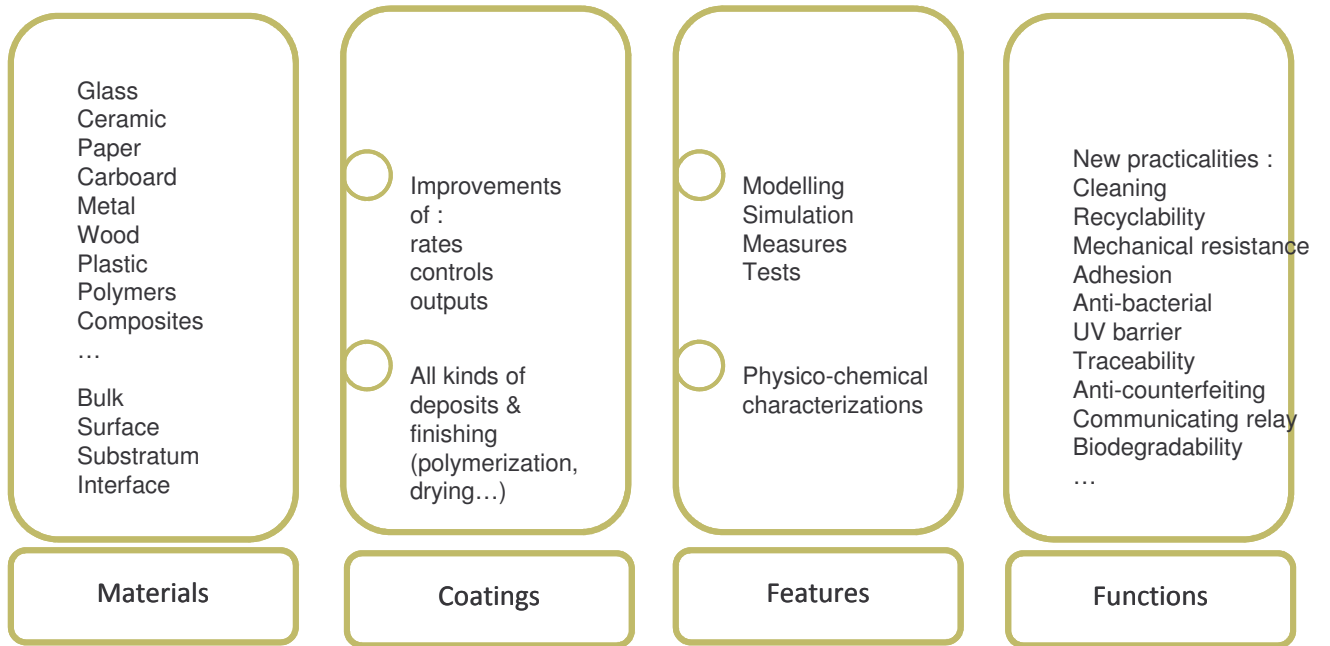 Glass
Ceramic
Paper
Carboard
Metal
Wood
Plastic
Polymers
Composites
…
Bulk
Surface
Substratum
Interface
Materials
Improvements
of :
rates
controls
outputs
All kinds of
deposits &
finishing
(polymerization,
drying…)
Coatings
Modelling
Simulation
Measures
Tests
Physico-chemical
characterizations
Features
New practicalities :
Cleaning
Recyclability
Mechanical resistance
Adhesion
Anti-bacterial
UV barrier
Traceability
Anti-counterfeiting
Communicating relay
Biodegradability
…
Functions